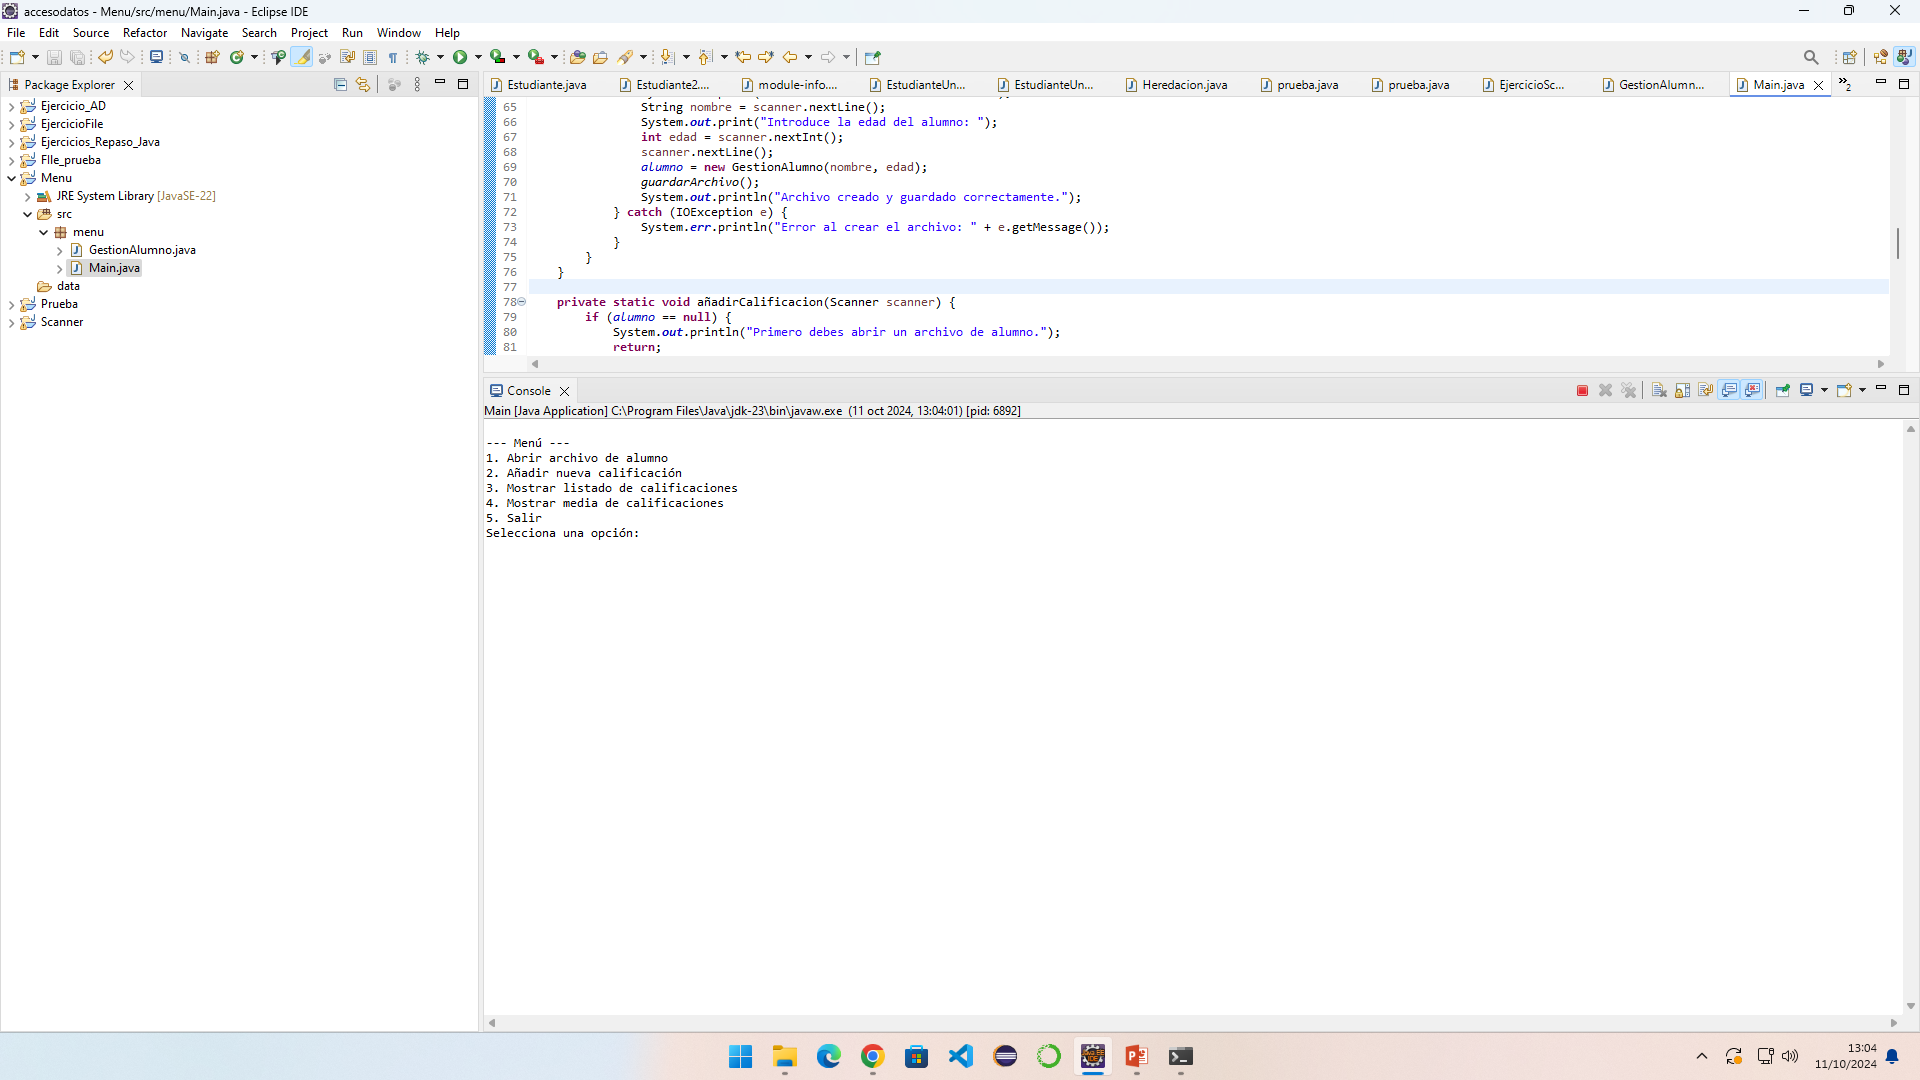 accesodatos - Menu/src/menu/Main.java - Eclipse IDE
File Edit Source Refactor Navigate Search Project Run Window Help
Package Explorer
Ejercicio_AD
EjercicioFile
Ejercicios_Repaso_Java
FIle_prueba
Menu
JRE System Library [JavaSE-22]
src
menu
GestionAlumno.java
Main.java
data
Prueba
Scanner
Estudiante.java Estudiante2.... module-info.... EstudianteUn... EstudianteUn... Heredacion.java prueba.java prueba.java EjercicioSc... GestionAlumn... Main.java »2
65 String nombre = scanner.nextLine();
66 System.out.print("Introduce la edad del alumno: ");
67 int edad = scanner.nextInt();
68 scanner.nextLine();
69 alumno = new GestionAlumno(nombre, edad);
70 guardarArchivo();
71 System.out.println("Archivo creado y guardado correctamente.");
72 } catch (IOException e) {
73 System.err.println("Error al crear el archivo: " + e.getMessage());
74 }
75 }
76 }
77
78 private static void añadirCalificacion(Scanner scanner) {
79 if (alumno == null) {
80 System.out.println("Primero debes abrir un archivo de alumno.");
81 return;
Console
Main [Java Application] C:\Program Files\Java\jdk-23\bin\javaw.exe (11 oct 2024, 13:04:01) [pid: 6892]
--- Menú ---
1. Abrir archivo de alumno
2. Añadir nueva calificación
3. Mostrar listado de calificaciones
4. Mostrar media de calificaciones
5. Salir
Selecciona una opción:
13:04
11/10/2024